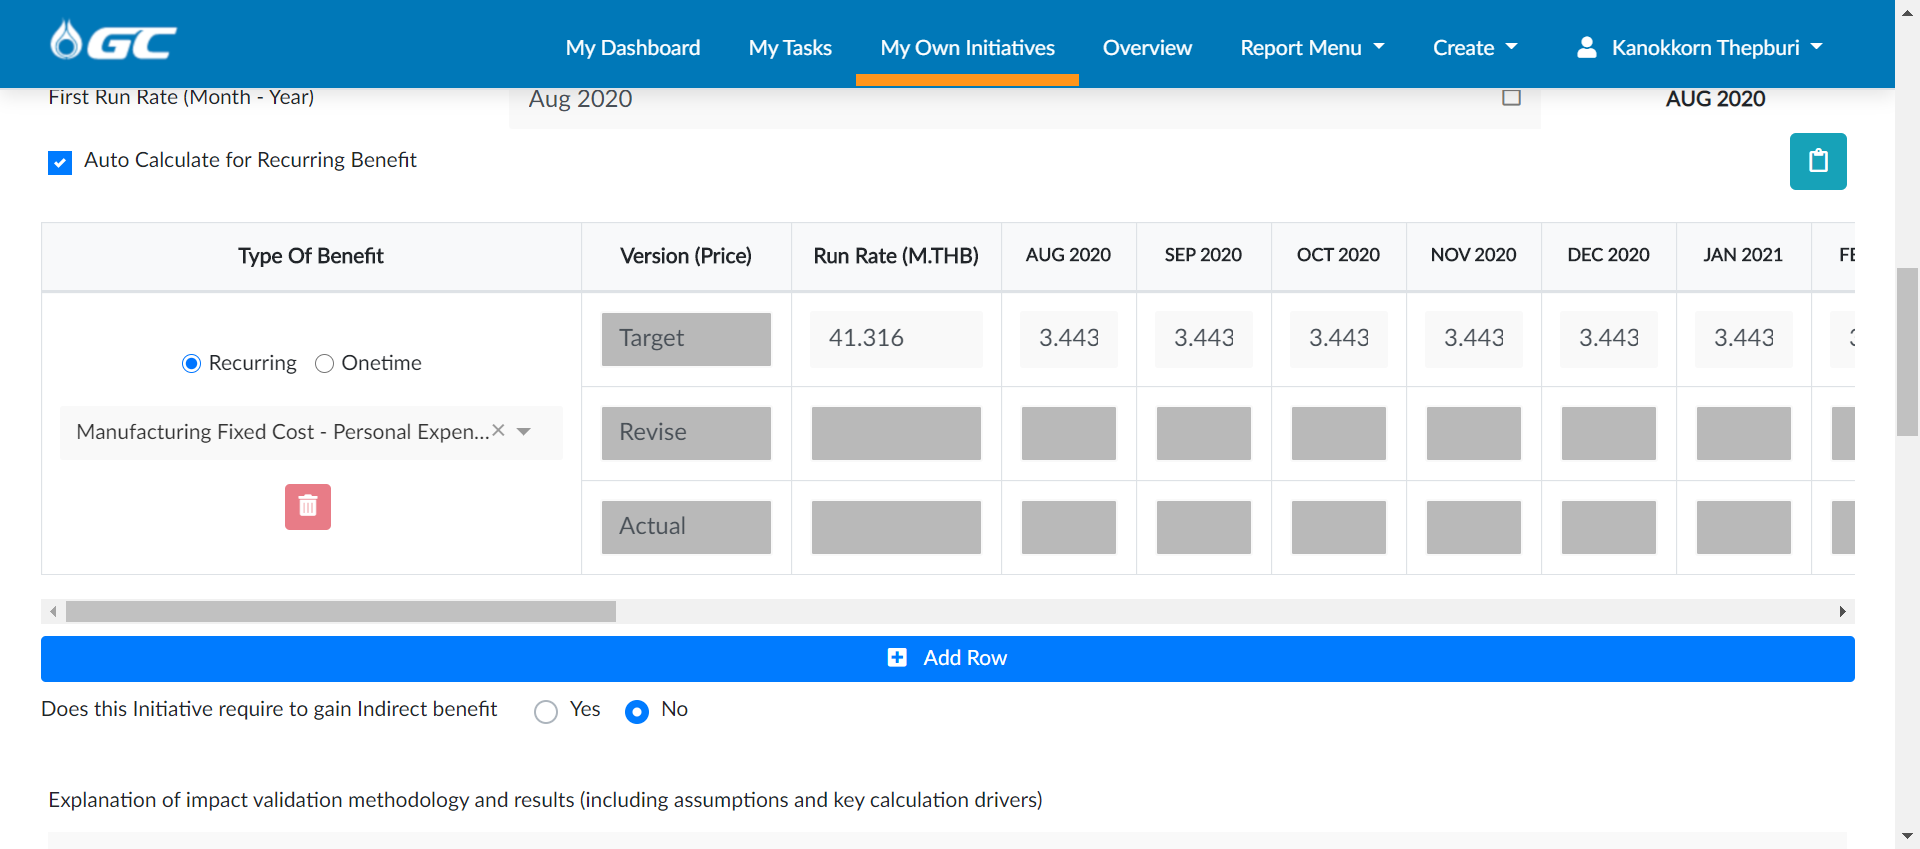 GC
My Dashboard My Tasks My Own Initiatives Overview Report Menu Create Kanokkorn Thepburi
First Run Rate (Month - Year) Aug 2020 AUG 2020
Auto Calculate for Recurring Benefit
Type Of Benefit Version (Price) Run Rate (M.THB) AUG 2020 SEP 2020 OCT 2020 NOV 2020 DEC 2020 JAN 2021
Target 41.316 3.443 3.443 3.443 3.443 3.443 3.443
Recurring Onetime
Manufacturing Fixed Cost - Personal Expen...
Revise
Actual
Add Row
Does this Initiative require to gain Indirect benefit Yes No
Explanation of impact validation methodology and results (including assumptions and key calculation drivers)